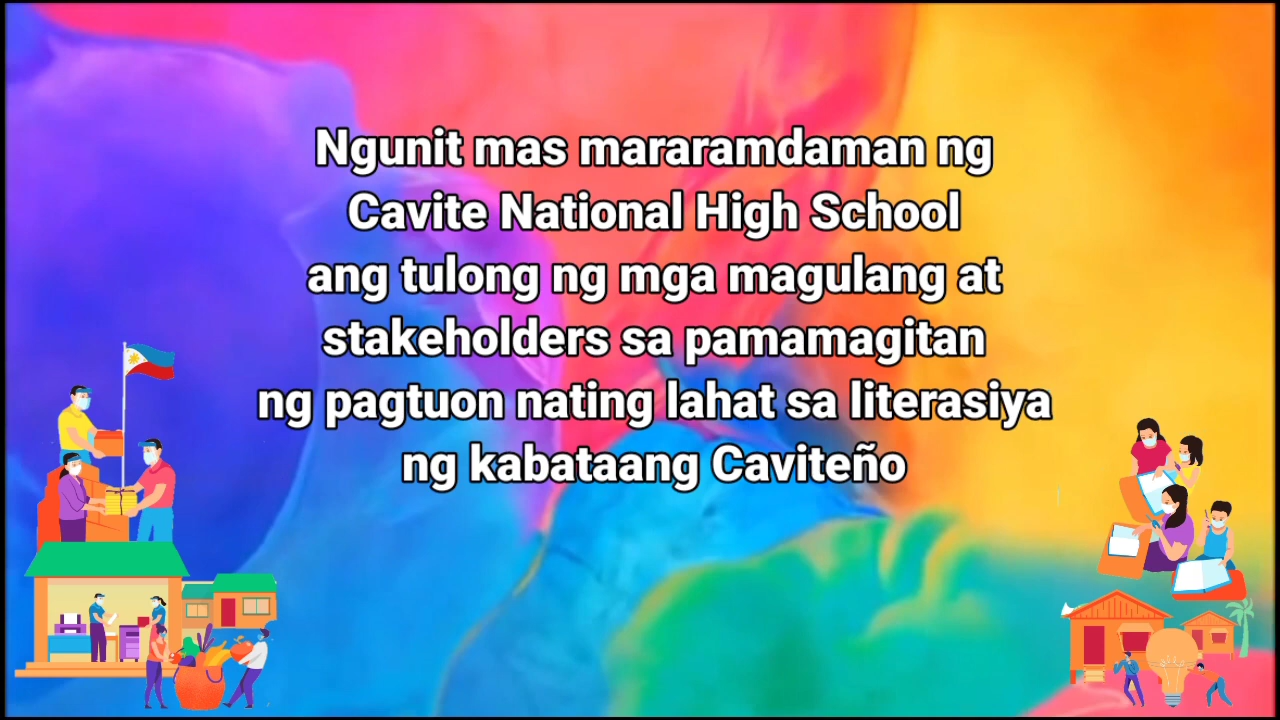 Ngunit mas mararamdaman ng
Cavite National High School
ang tulong ng mga magulang at
stakeholders sa pamamagitan
ng pagtuon nating lahat sa literasiya
ng kabataang Caviteño